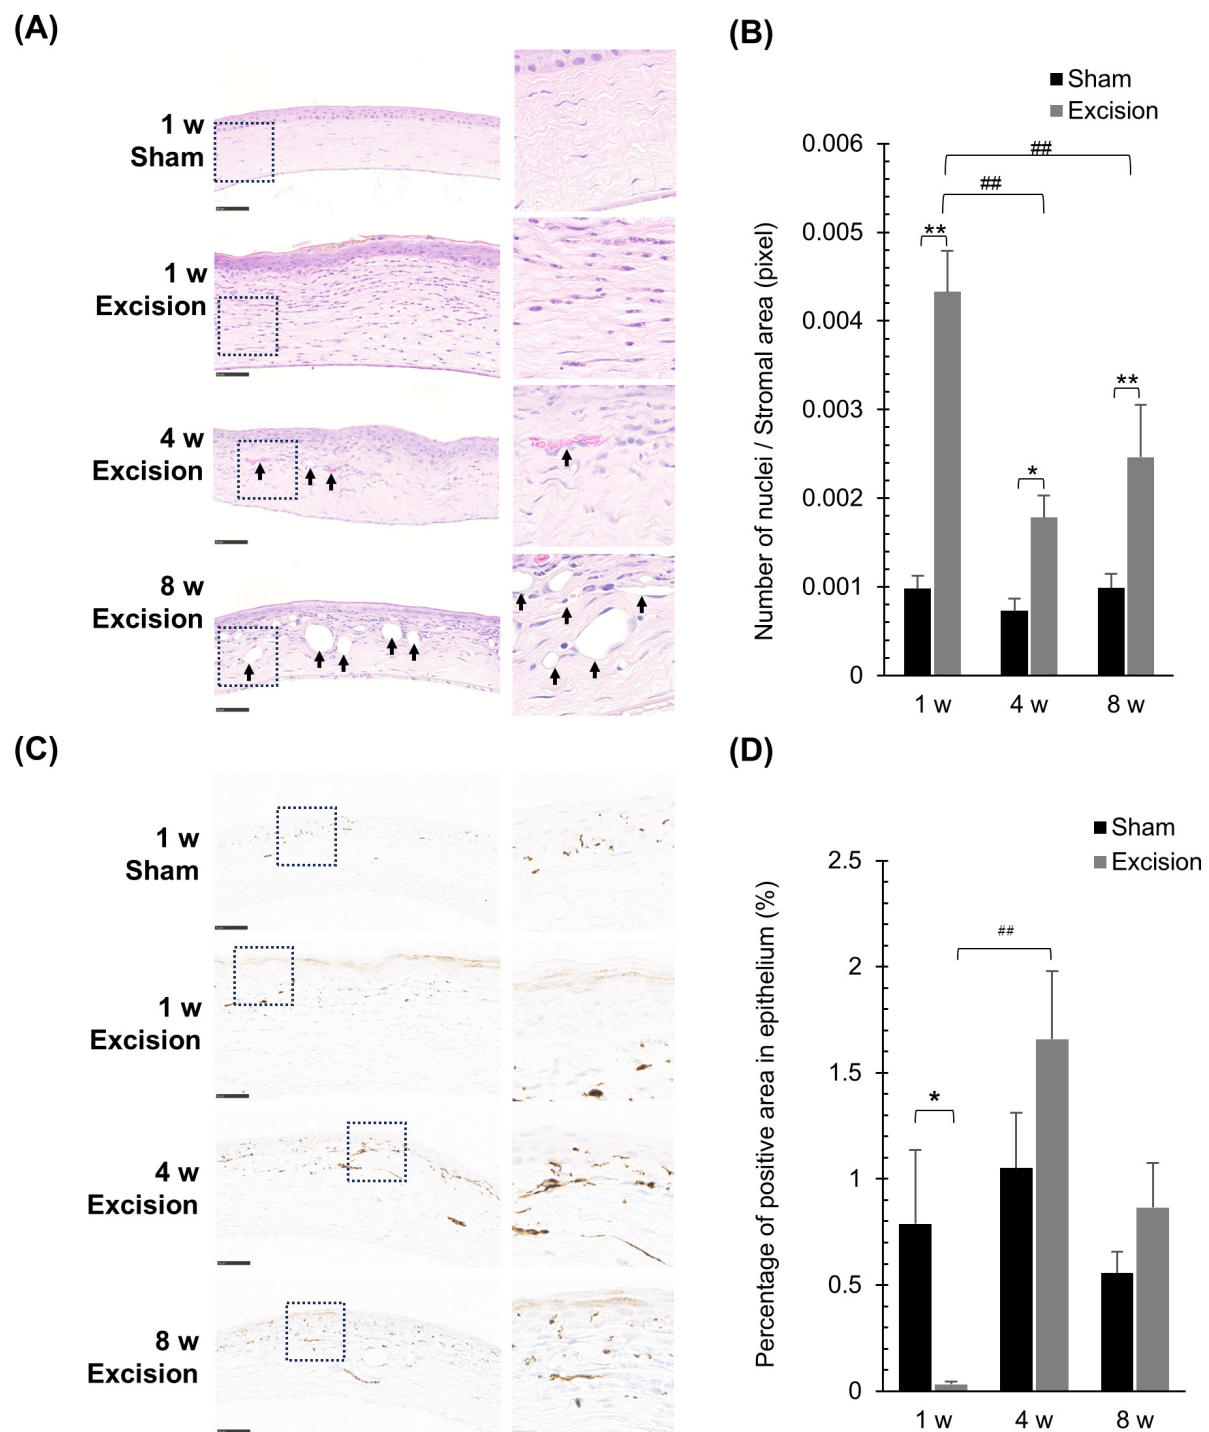 (A)
1 w
Sham
1 w
Excision
4 w
Excision
8 w
Excision
(B)
Sham
Excision
Number of nuclei / Stromal area (pixel)
0.006
0.005
0.004
0.003
0.002
0.001
0
##
##
**
*
**
1 w
4 w
8 w
(C)
1 w
Sham
1 w
Excision
4 w
Excision
8 w
Excision
(D)
Sham
Excision
Percentage of positive area in epithelium (%)
2.5
2
1.5
1
0.5
0
##
*
1 w
4 w
8 w